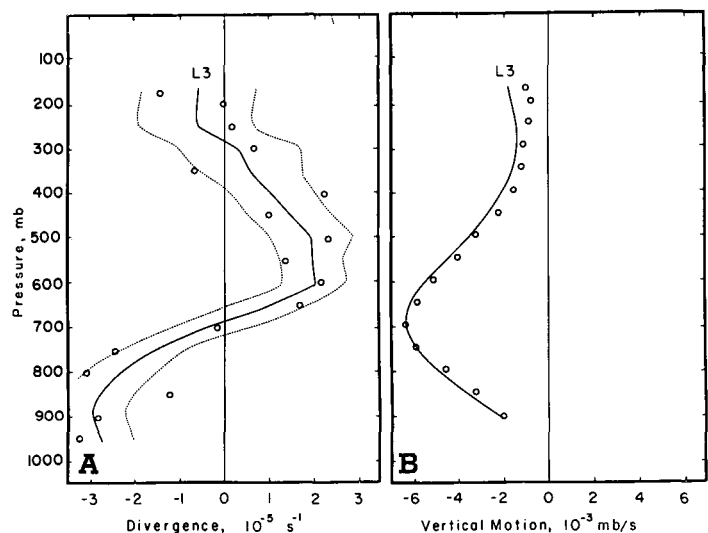 100
200
300
400
500
600
700
800
900
1000
Pressure, mb
L3
A
-3 -2 -1 0 1 2 3
Divergence, 10⁻⁵ s⁻¹
L3
B
-6 -4 -2 0 2 4 6
Vertical Motion, 10⁻³ mb/s